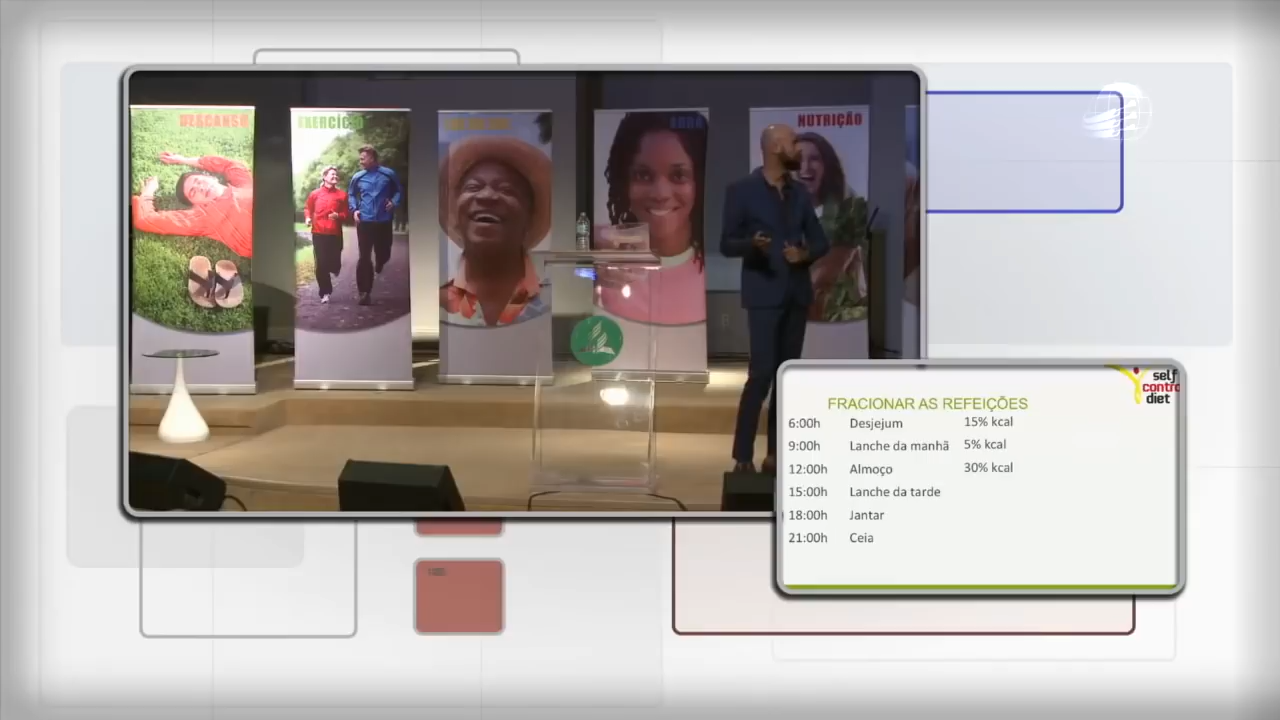 DESCANSO
EXERCÍCIO
NUTRIÇÃO
self
contro
diet
FRACIONAR AS REFEIÇÕES
6:00h Desjejum 15% kcal
9:00h Lanche da manhã 5% kcal
12:00h Almoço 30% kcal
15:00h Lanche da tarde
18:00h Jantar
21:00h Ceia